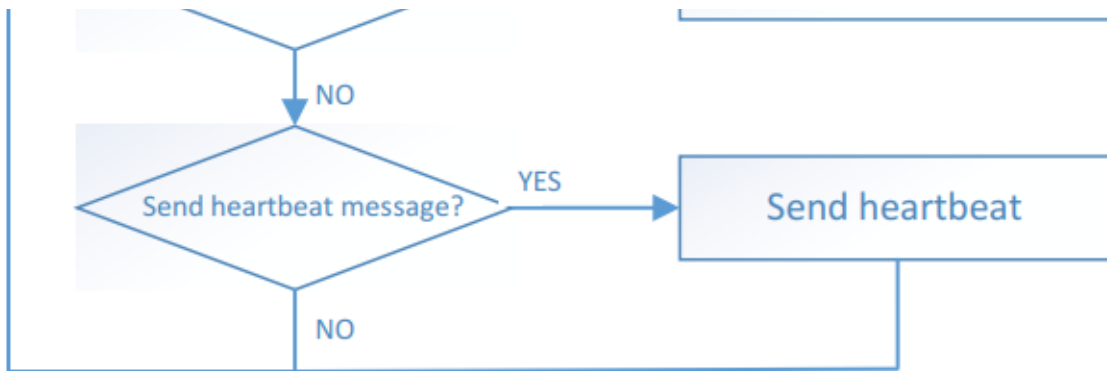 NO
YES
Send heartbeat message?
Send heartbeat
NO